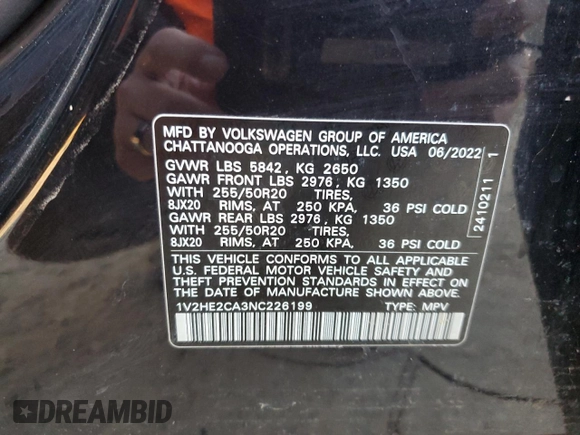 MFD BY VOLKSWAGEN GROUP OF AMERICA
CHATTANOOGA OPERATIONS, LLC. USA 06/2022
GVWR LBS 5842, KG 2650
GAWR FRONT LBS 2976, KG 1350
WITH 255/50R20 TIRES,
8JX20 RIMS, AT 250 KPA, 36 PSI COLD
GAWR REAR LBS 2976, KG 1350
WITH 255/50R20 TIRES,
8JX20 RIMS, AT 250 KPA, 36 PSI COLD
THIS VEHICLE CONFORMS TO ALL APPLICABLE
U.S. FEDERAL MOTOR VEHICLE SAFETY AND
THEFT PREVENTION STANDARDS IN EFFECT ON
THE DATE OF MANUFACTURE SHOWN ABOVE.
1V2HE2CA3NC226199 TYPE: MPV
2410211 1
DREAMBID